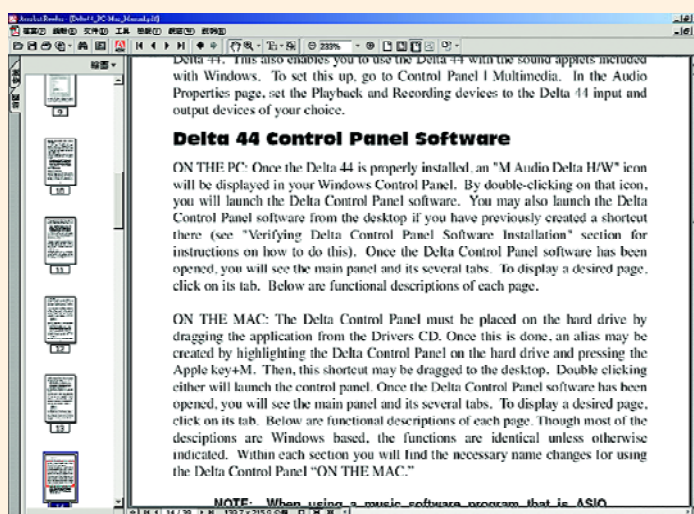 Acrobat Reader - [Delta44_PC-Mac_Manual.pdf]
233%
Delta 44. This also enables you to use the Delta 44 with the sound applets included
with Windows. To set this up, go to Control Panel | Multimedia. In the Audio
Properties page, set the Playback and Recording devices to the Delta 44 input and
output devices of your choice.
Delta 44 Control Panel Software
ON THE PC: Once the Delta 44 is properly installed, an "M Audio Delta H/W" icon
will be displayed in your Windows Control Panel. By double-clicking on that icon,
you will launch the Delta Control Panel software. You may also launch the Delta
Control Panel software from the desktop if you have previously created a shortcut
there (see "Verifying Delta Control Panel Software Installation" section for
instructions on how to do this). Once the Delta Control Panel software has been
opened, you will see the main panel and its several tabs. To display a desired page,
click on its tab. Below are functional descriptions of each page.
ON THE MAC: The Delta Control Panel must be placed on the hard drive by
dragging the application from the Drivers CD. Once this is done, an alias may be
created by highlighting the Delta Control Panel on the hard drive and pressing the
Apple key+M. Then, this shortcut may be dragged to the desktop. Double clicking
either will launch the control panel. Once the Delta Control Panel software has been
opened, you will see the main panel and its several tabs. To display a desired page,
click on its tab. Below are functional descriptions of each page. Though most of the
desciptions are Windows based, the functions are identical unless otherwise
indicated. Within each section you will find the necessary name changes for using
the Delta Control Panel “ON THE MAC.”
NOTE: When using a music software program that is ASIO
9
10
11
12
13